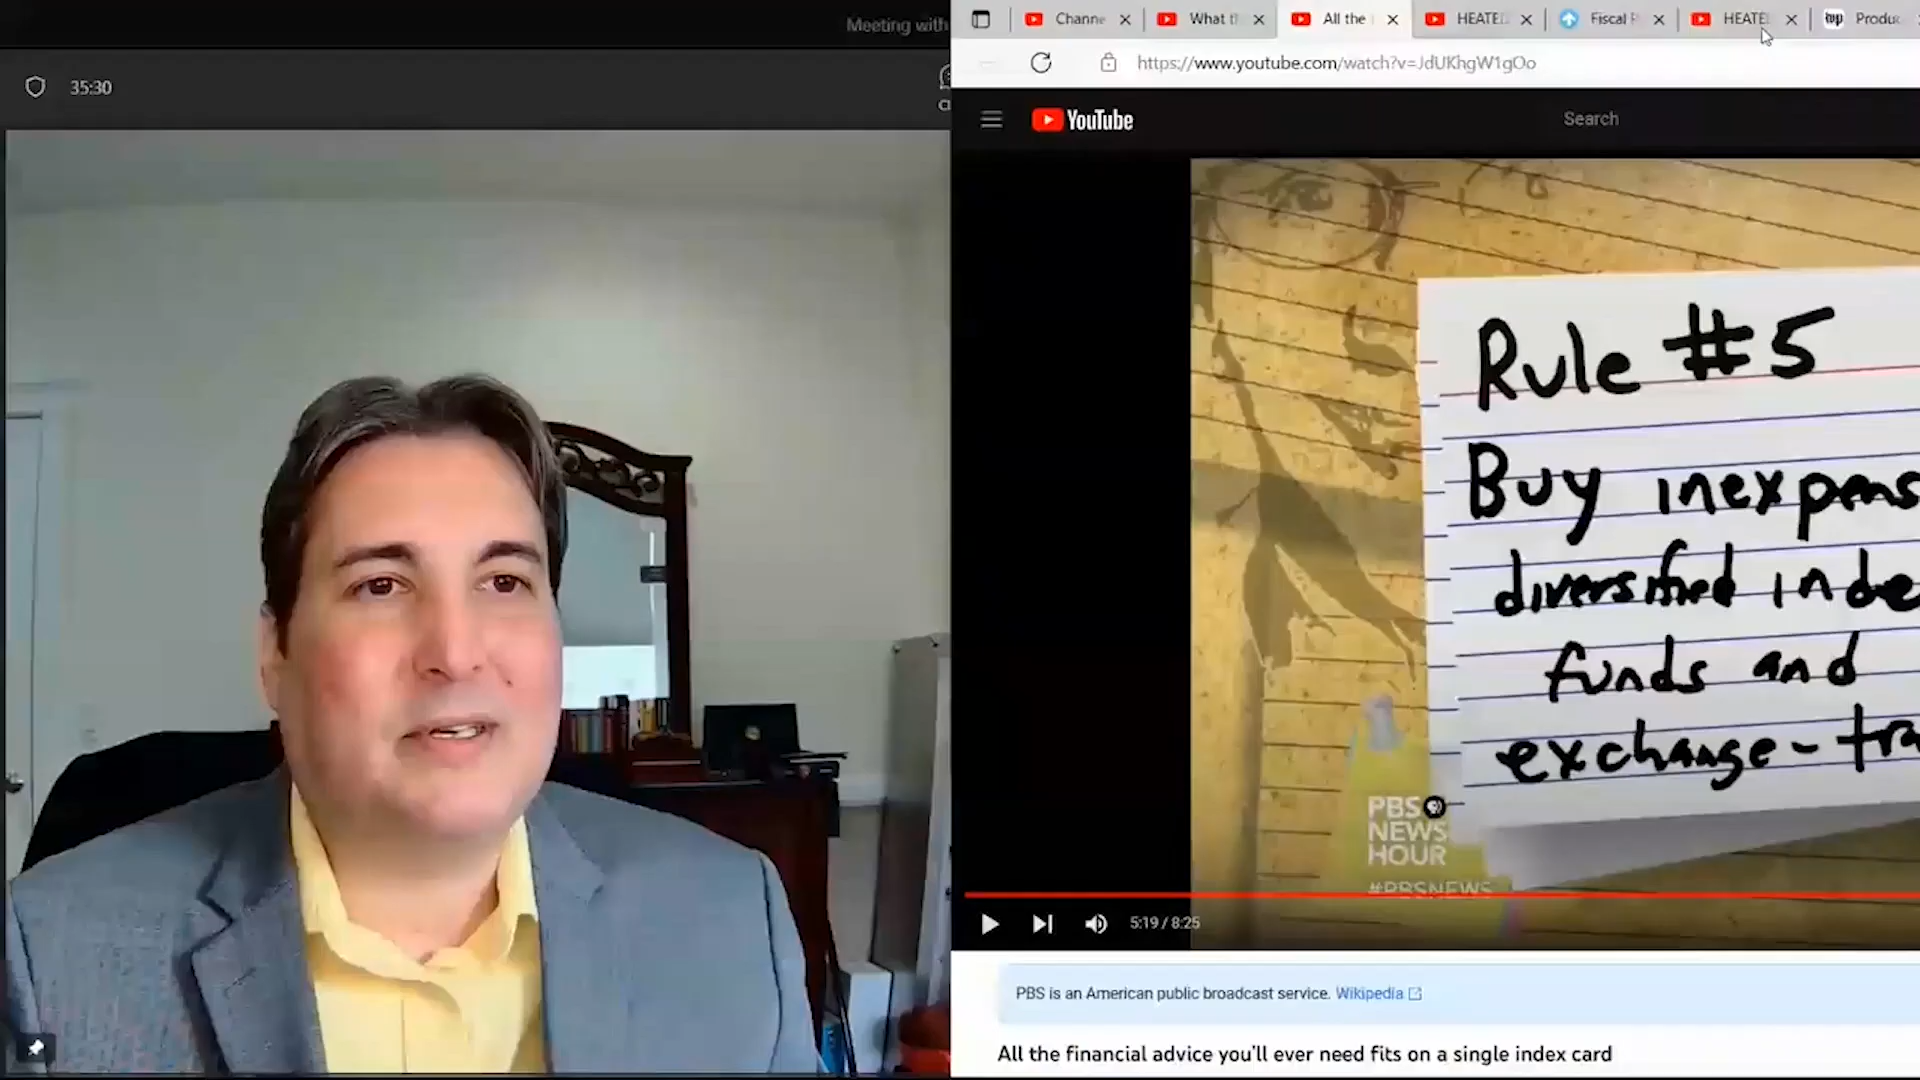 Meeting with
35:30
Channe
What t
All the
HEATE
Fiscal
HEATE
Produ
https://www.youtube.com/watch?v=JdUKhgW1gOo
YouTube
Search
Rule #5
Buy inexpens
diversified inde
funds and
exchange-tra
PBS
NEWS
HOUR
#PBSNEWS
5:19 / 8:25
PBS is an American public broadcast service. Wikipedia
All the financial advice you'll ever need fits on a single index card